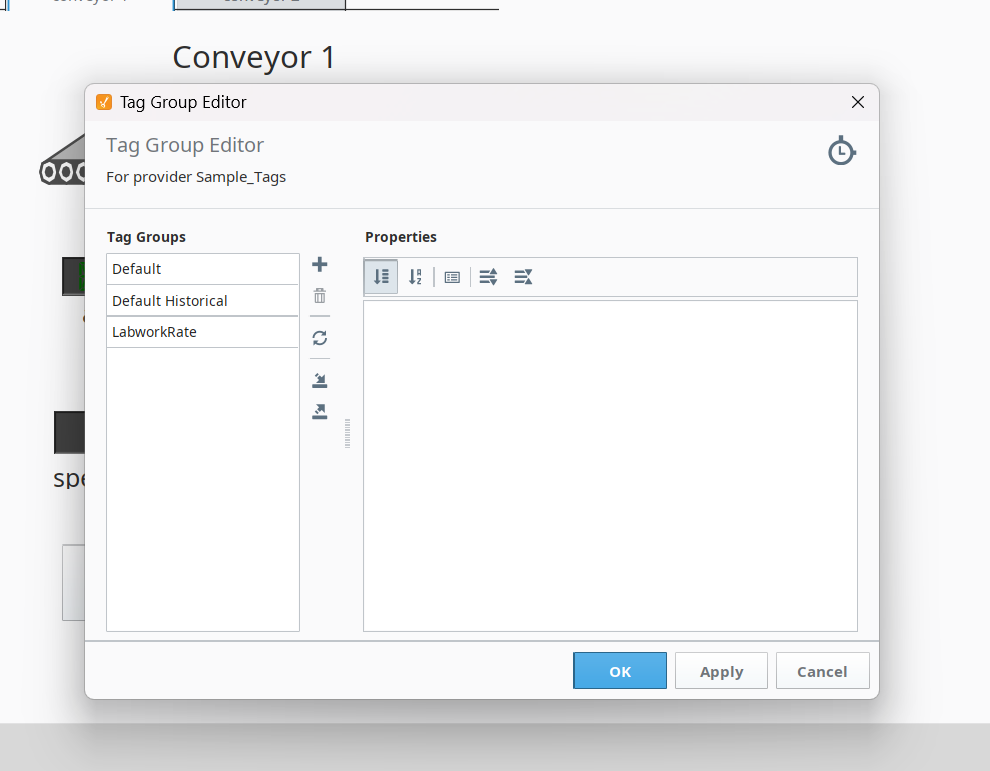 Conveyor 1
Tag Group Editor
Tag Group Editor
For provider Sample_Tags
Tag Groups
Properties
Default
Default Historical
LabworkRate
spe
OK
Apply
Cancel